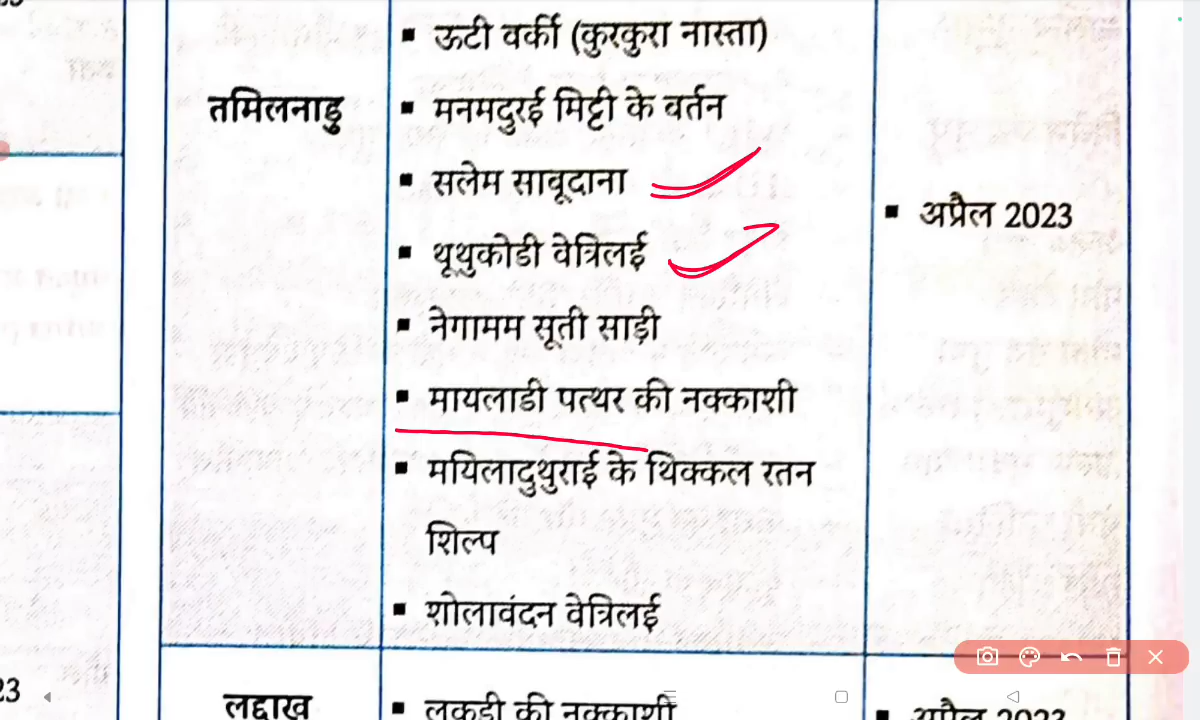 ऊटी वर्की (कुरकुरा नास्ता)
तमिलनाडु
मनमदुरई मिट्टी के बर्तन
सलेम साबूदाना
अप्रैल 2023
थूथुकोडी वेत्रिलई
नेगामम सूती साड़ी
मायलाडी पत्थर की नक्काशी
मयिलादुथुराई के थिक्कल रतन
शिल्प
शोलावंदन वेत्रिलई
23
लद्दाख
लकड़ी की नक्काशी
अप्रैल 2023